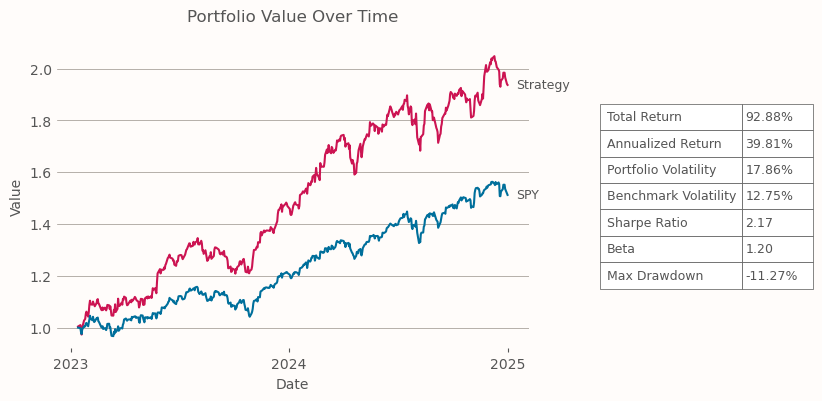 Portfolio Value Over Time
Value
2.0
1.8
1.6
1.4
1.2
1.0
Strategy
SPY
2023
2024
2025
Date
Total Return 92.88%
Annualized Return 39.81%
Portfolio Volatility 17.86%
Benchmark Volatility 12.75%
Sharpe Ratio 2.17
Beta 1.20
Max Drawdown -11.27%